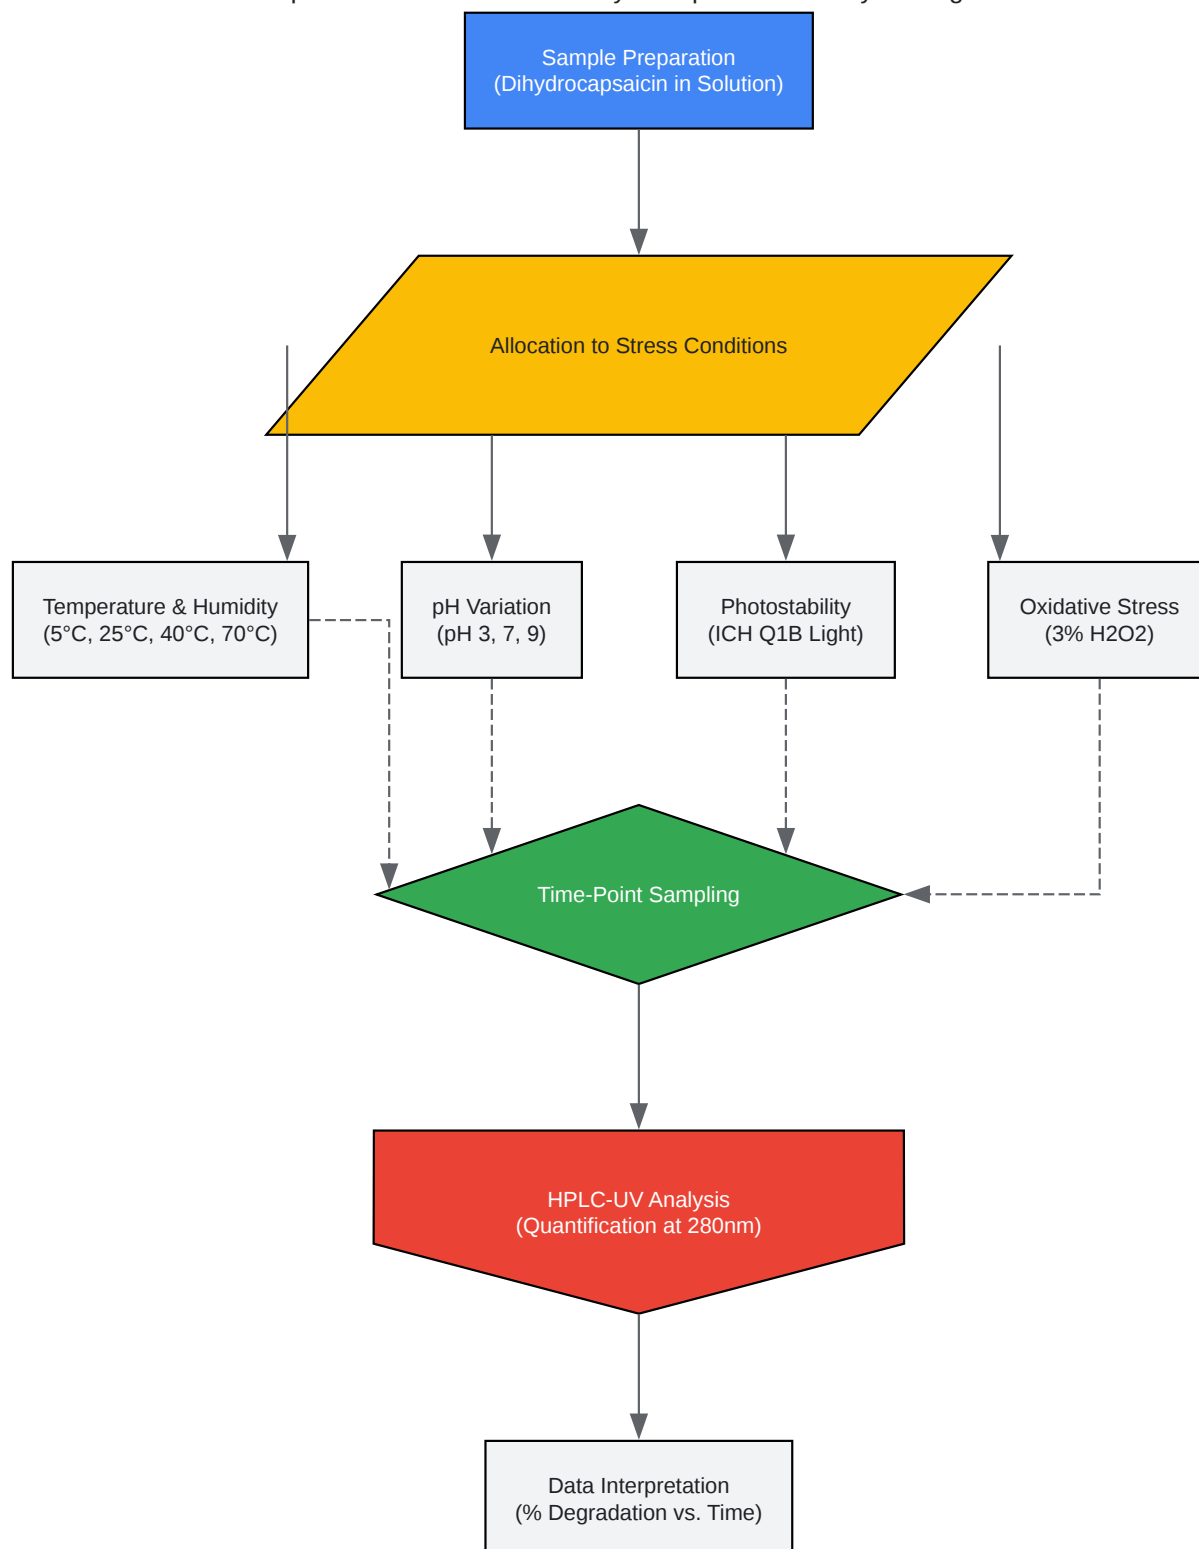 Sample Preparation
(Dihydrocapsaicin in Solution)
Allocation to Stress Conditions
Temperature & Humidity
(5°C, 25°C, 40°C, 70°C)
pH Variation
(pH 3, 7, 9)
Photostability
(ICH Q1B Light)
Oxidative Stress
(3% H2O2)
Time-Point Sampling
HPLC-UV Analysis
(Quantification at 280nm)
Data Interpretation
(% Degradation vs. Time)